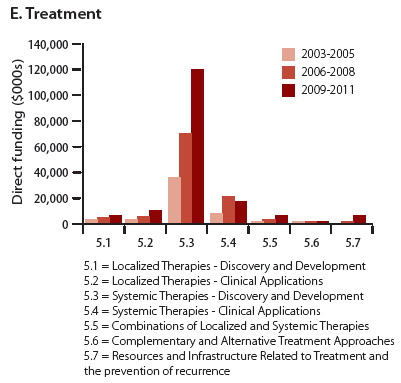 E. Treatment
Direct funding ($000s)
140,000
120,000
100,000
80,000
60,000
40,000
20,000
0
2003-2005
2006-2008
2009-2011
5.1 5.2 5.3 5.4 5.5 5.6 5.7
5.1 = Localized Therapies - Discovery and Development
5.2 = Localized Therapies - Clinical Applications
5.3 = Systemic Therapies - Discovery and Development
5.4 = Systemic Therapies - Clinical Applications
5.5 = Combinations of Localized and Systemic Therapies
5.6 = Complementary and Alternative Treatment Approaches
5.7 = Resources and Infrastructure Related to Treatment and
the prevention of recurrence